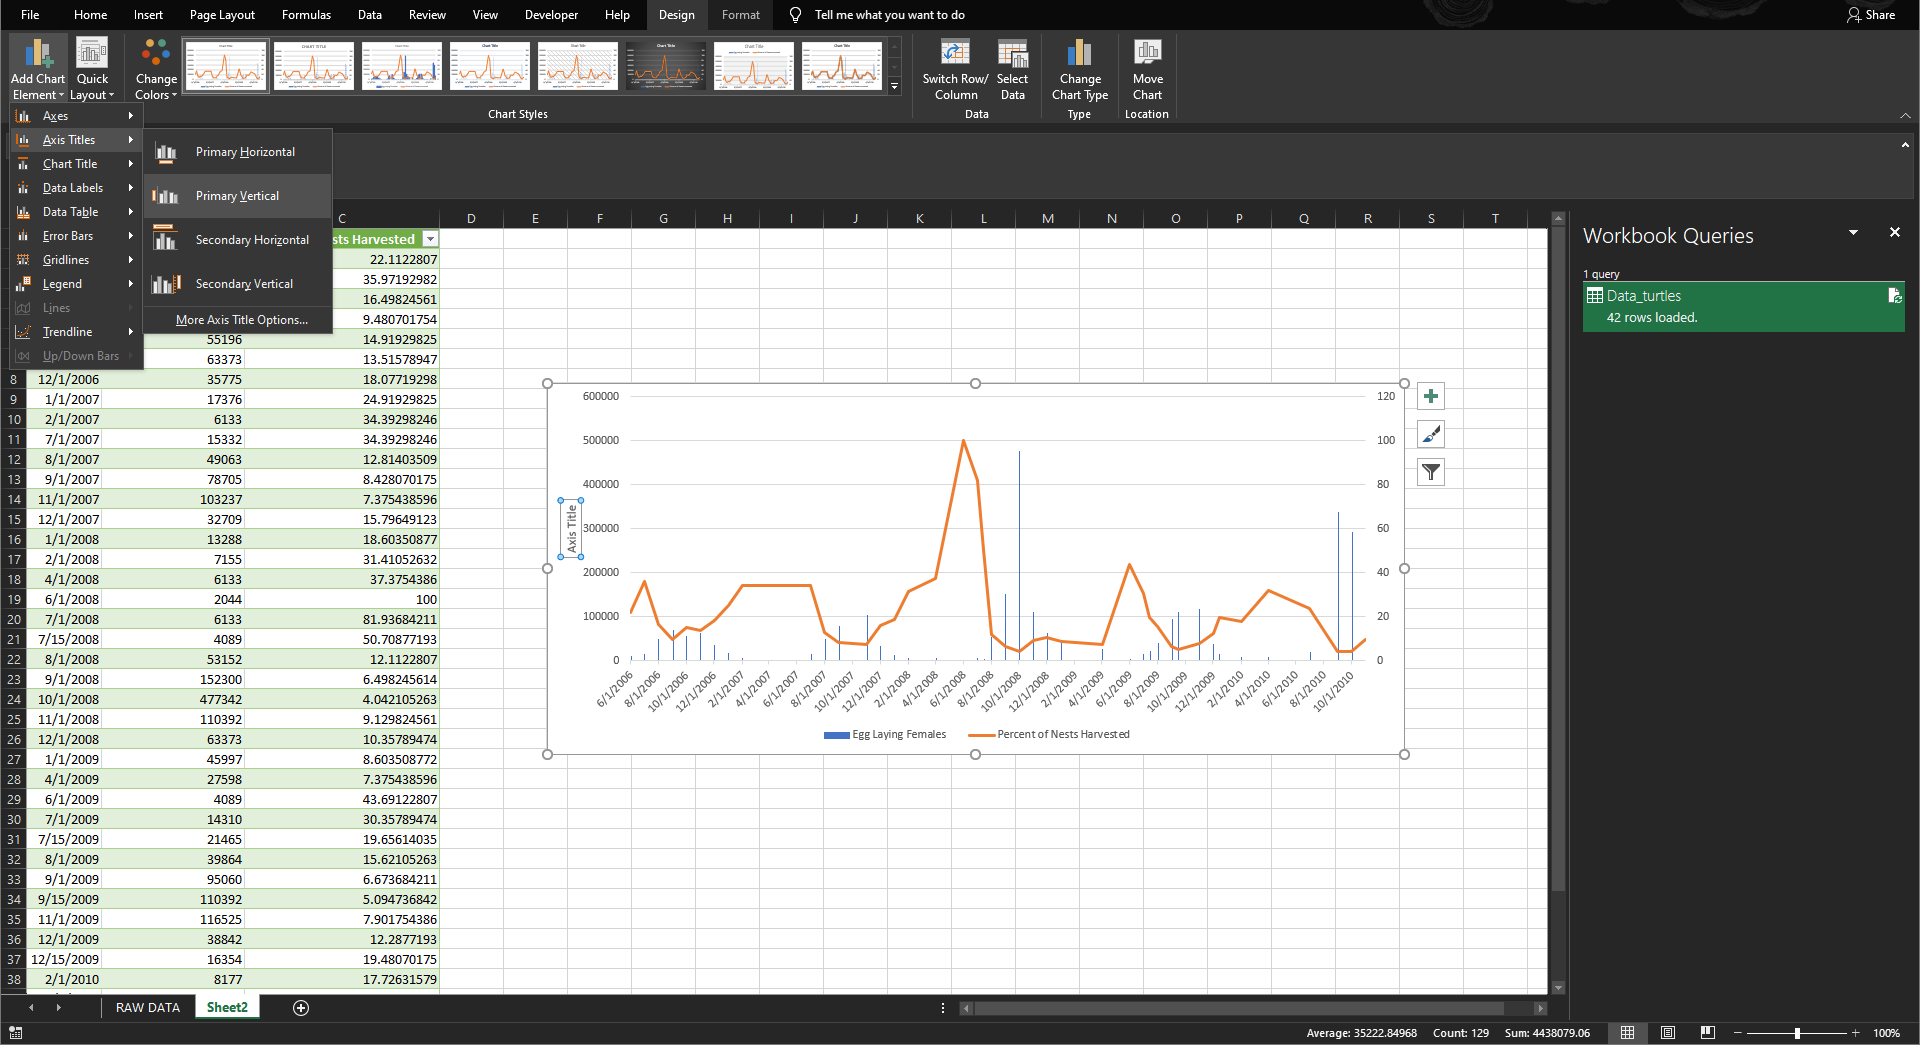 File Home Insert Page Layout Formulas Data Review View Developer Help Design Format Tell me what you want to do Share
Add Chart Element
Quick Layout
Change Colors
Switch Row/ Column
Select Data
Change Chart Type
Move Chart
Chart Styles Data Type Location
Axes
Axis Titles
Chart Title
Data Labels
Data Table
Error Bars
Gridlines
Legend
Lines
Trendline
Up/Down Bars
Primary Horizontal
Primary Vertical
Secondary Horizontal
Secondary Vertical
More Axis Title Options...
C D E F G H I J K L M N O P Q R S T
sts Harvested
22.1122807
35.97192982
16.49824561
9.480701754
55196 14.91929825
63373 13.51578947
8 12/1/2006 35775 18.07719298
9 1/1/2007 17376 24.91929825
10 2/1/2007 6133 34.39298246
11 7/1/2007 15332 34.39298246
12 8/1/2007 49063 12.81403509
13 9/1/2007 78705 8.428070175
14 11/1/2007 103237 7.375438596
15 12/1/2007 32709 15.79649123
16 1/1/2008 13288 18.60350877
17 2/1/2008 7155 31.41052632
18 4/1/2008 6133 37.3754386
19 6/1/2008 2044 100
20 7/1/2008 6133 81.93684211
21 7/15/2008 4089 50.70877193
22 8/1/2008 53152 12.1122807
23 9/1/2008 152300 6.498245614
24 10/1/2008 477342 4.042105263
25 11/1/2008 110392 9.129824561
26 12/1/2008 63373 10.35789474
27 1/1/2009 45997 8.603508772
28 4/1/2009 27598 7.375438596
29 6/1/2009 4089 43.69122807
30 7/1/2009 14310 30.35789474
31 7/15/2009 21465 19.65614035
32 8/1/2009 39864 15.62105263
33 9/1/2009 95060 6.673684211
34 9/15/2009 110392 5.094736842
35 11/1/2009 116525 7.901754386
36 12/1/2009 38842 12.2877193
37 12/15/2009 16354 19.48070175
38 2/1/2010 8177 17.72631579
600000 120
500000 100
400000 80
300000 60
200000 40
100000 20
0 0
Axis Title
6/1/2006 8/1/2006 10/1/2006 12/1/2006 2/1/2007 4/1/2007 6/1/2007 8/1/2007 10/1/2007 12/1/2007 2/1/2008 4/1/2008 6/1/2008 8/1/2008 10/1/2008 12/1/2008 2/1/2009 4/1/2009 6/1/2009 8/1/2009 10/1/2009 12/1/2009 2/1/2010 4/1/2010 6/1/2010 8/1/2010 10/1/2010
Egg Laying Females Percent of Nests Harvested
Workbook Queries
1 query
Data_turtles
42 rows loaded.
RAW DATA Sheet2
Average: 35222.84968 Count: 129 Sum: 4438079.06 100%